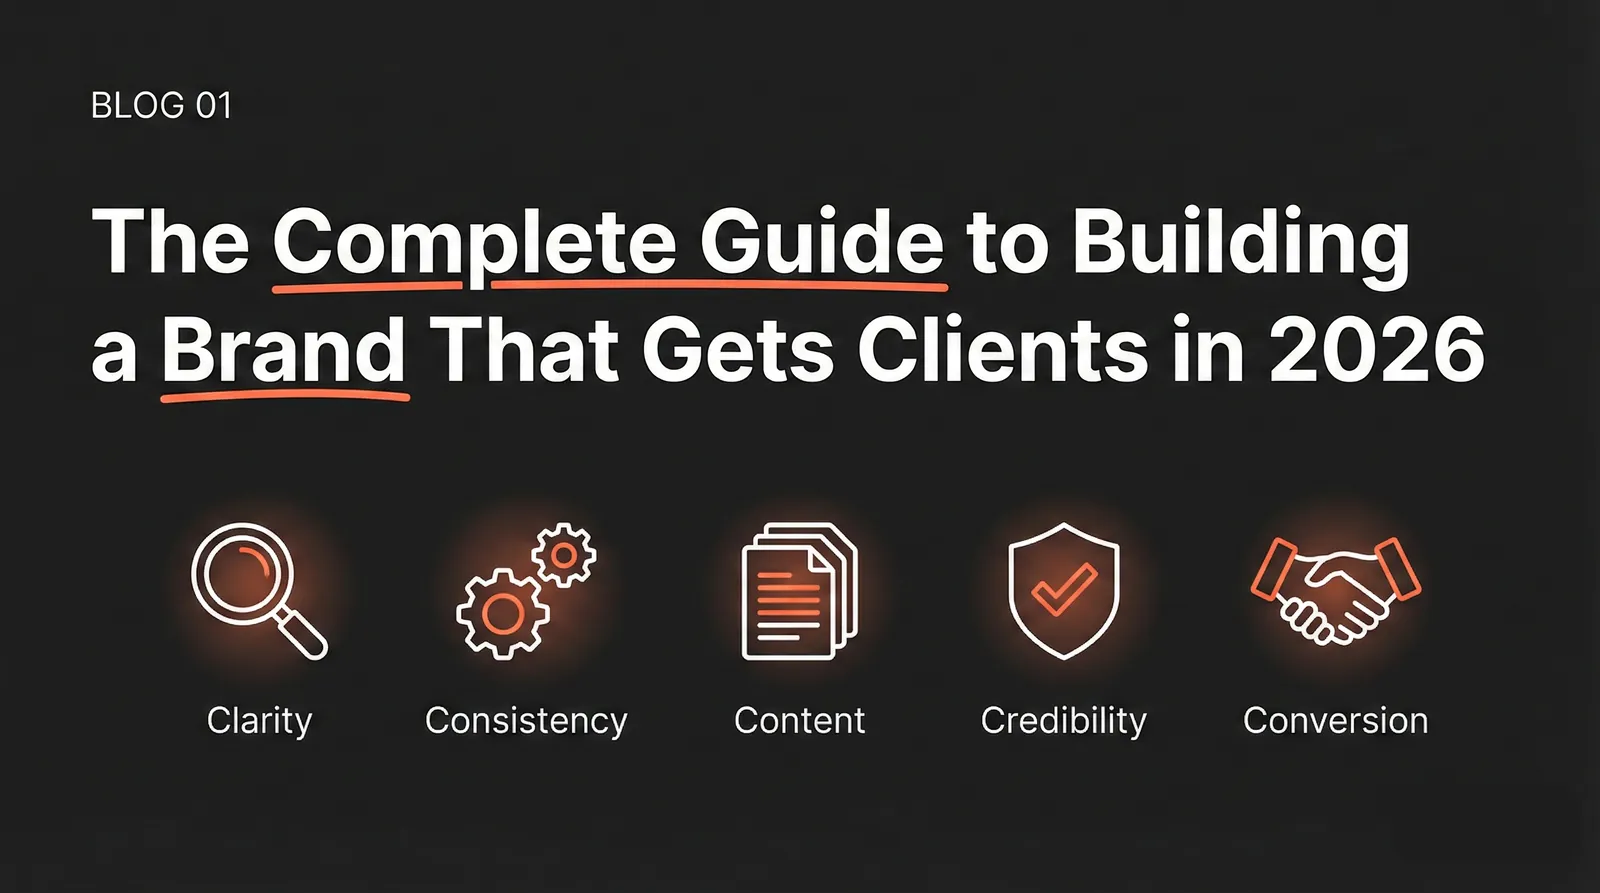 BLOG 01
The Complete Guide to Building
a Brand That Gets Clients in 2026
Clarity
Consistency
Content
Credibility
Conversion